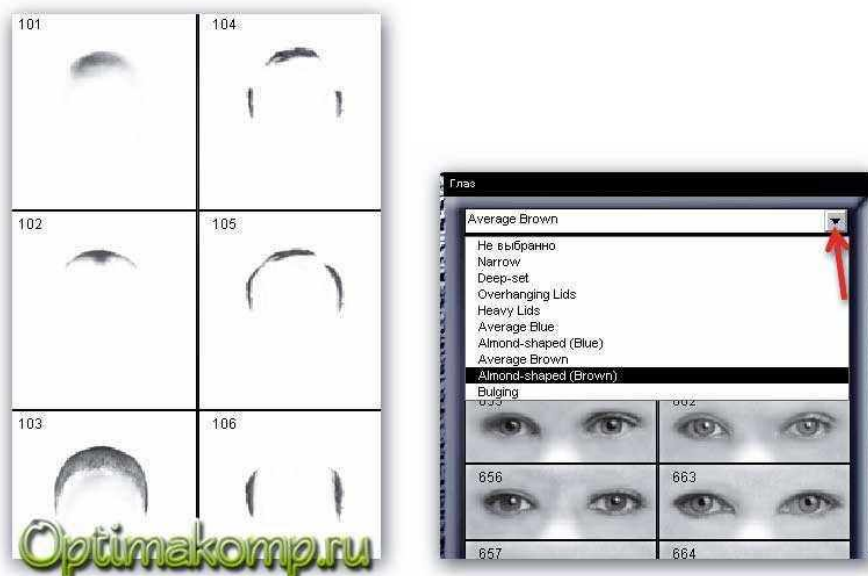 101
104
102
105
103
106
Optimakomp.ru
Глаз
Average Brown
Не выбранно
Narrow
Deep-set
Overhanging Lids
Heavy Lids
Average Blue
Almond-shaped (Blue)
Average Brown
Almond-shaped (Brown)
Bulging
655
662
656
663
657
664